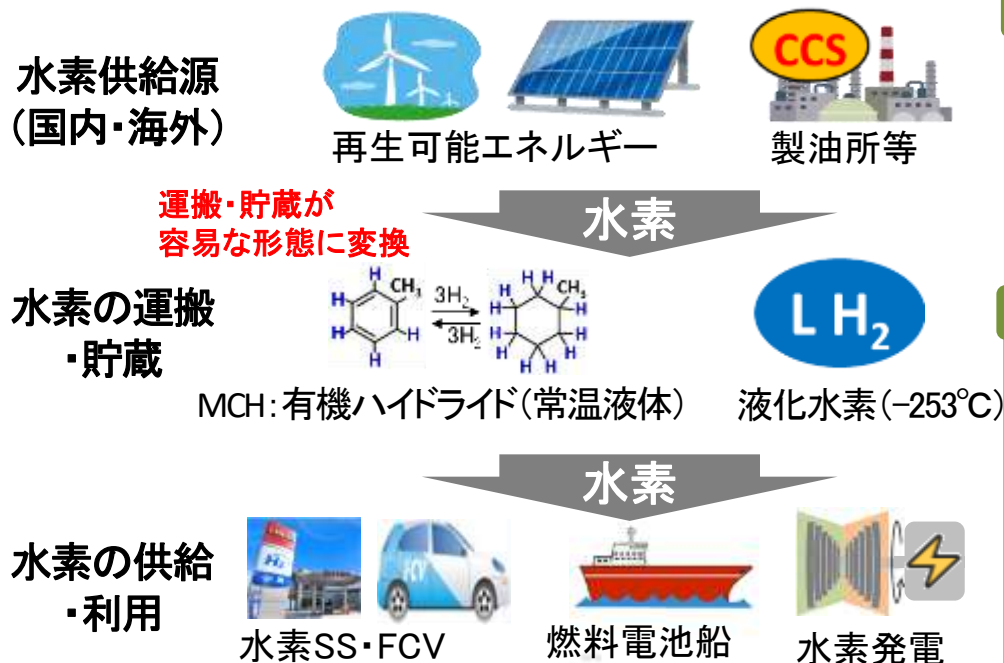 水素供給源
(国内・海外)
CCS
再生可能エネルギー
製油所等
運搬・貯蔵が
容易な形態に変換
水素
水素の運搬
・貯蔵
H
CH₃
H
H
H
H
3H₂
3H₂
H
H
H
CH₃
H
H
H
H
H
H
H
H
H
L H₂
MCH:有機ハイドライド(常温液体)
液化水素(-253℃)
水素
水素の供給
・利用
H₂
FCV
水素SS・FCV
燃料電池船
水素発電